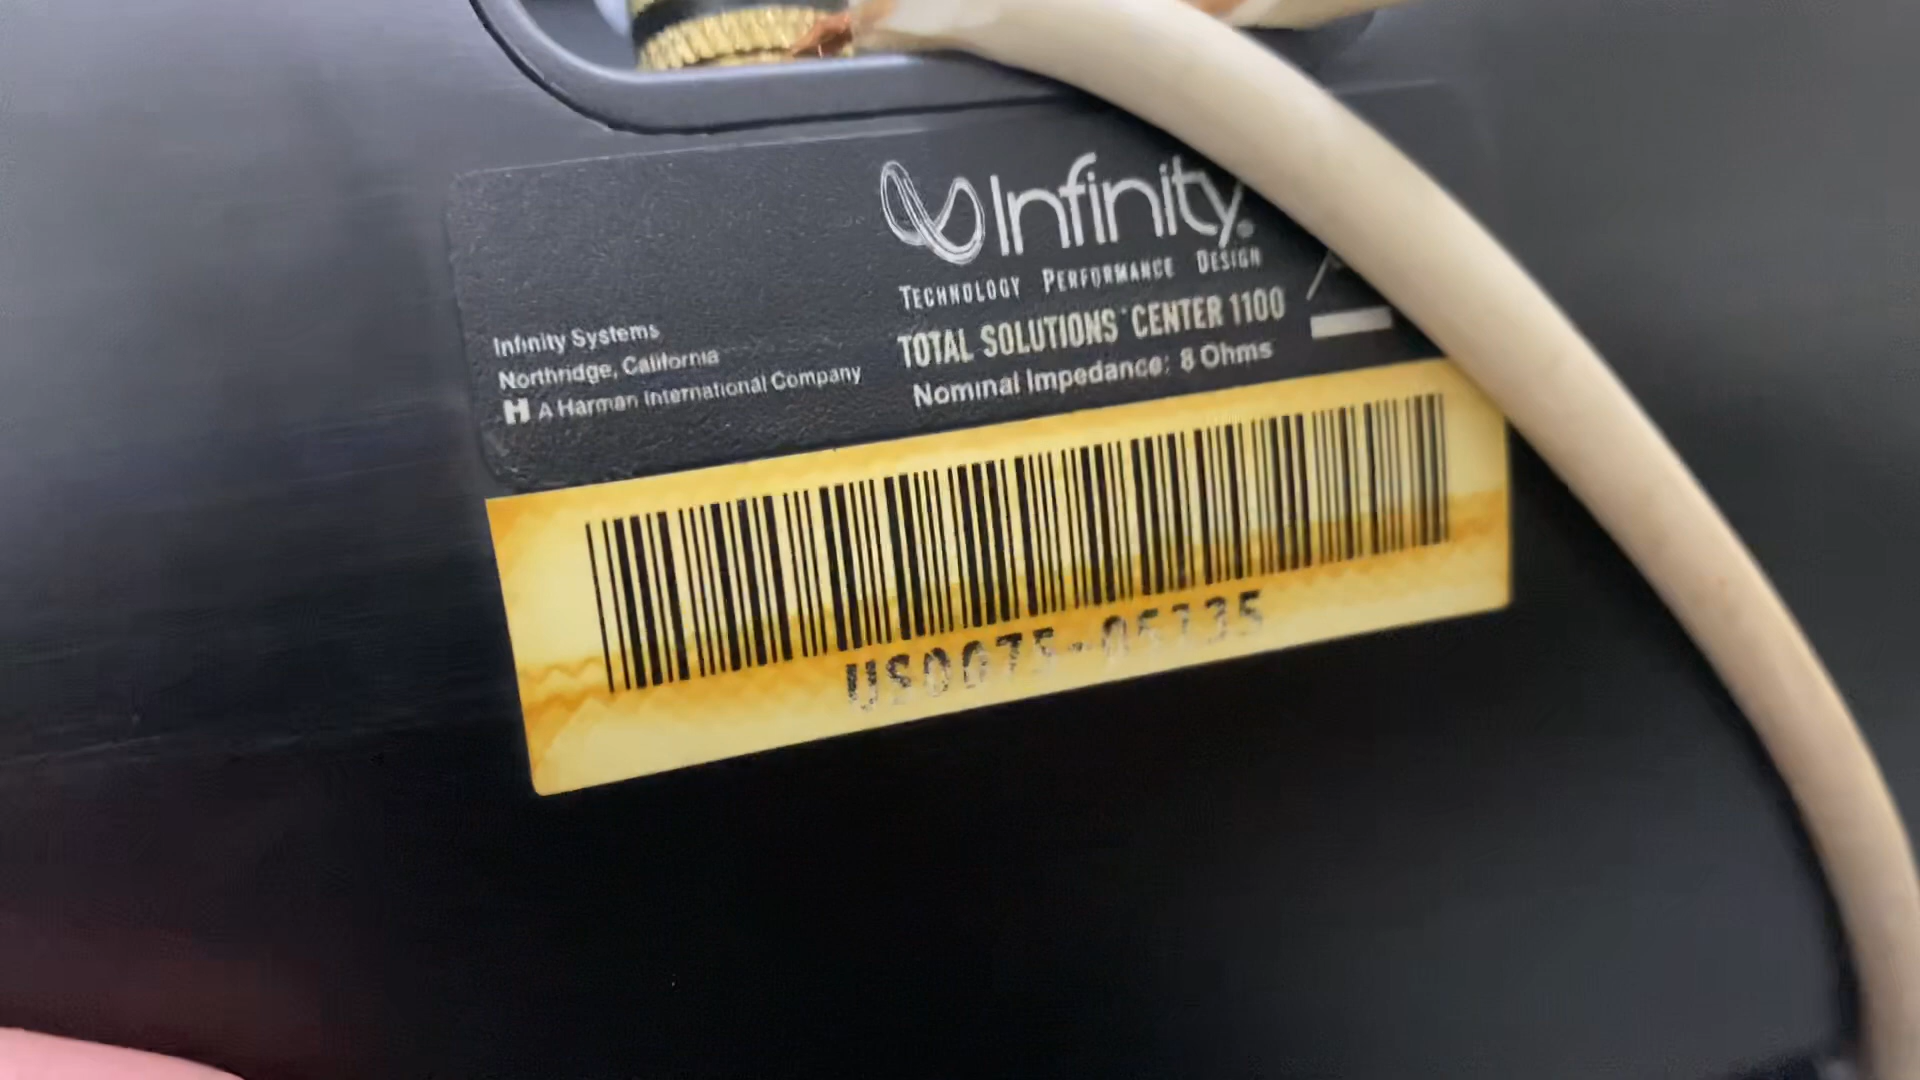 Infinity®
TECHNOLOGY PERFORMANCE DESIGN
TOTAL SOLUTIONS CENTER 1100
Nominal Impedance: 8 Ohms
Infinity Systems
Northridge, California
H A Harman International Company